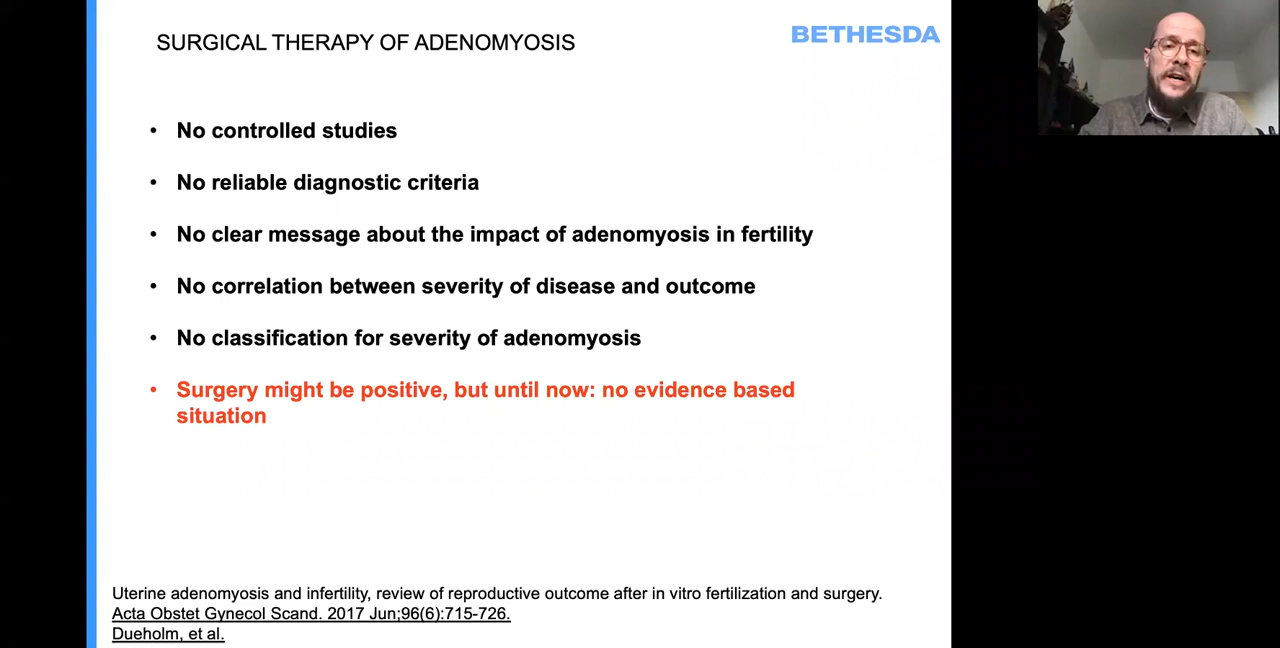 SURGICAL THERAPY OF ADENOMYOSIS
BETHESDA
• No controlled studies
• No reliable diagnostic criteria
• No clear message about the impact of adenomyosis in fertility
• No correlation between severity of disease and outcome
• No classification for severity of adenomyosis
• Surgery might be positive, but until now: no evidence based
situation
Uterine adenomyosis and infertility, review of reproductive outcome after in vitro fertilization and surgery.
Acta Obstet Gynecol Scand. 2017 Jun;96(6):715-726.
Dueholm, et al.